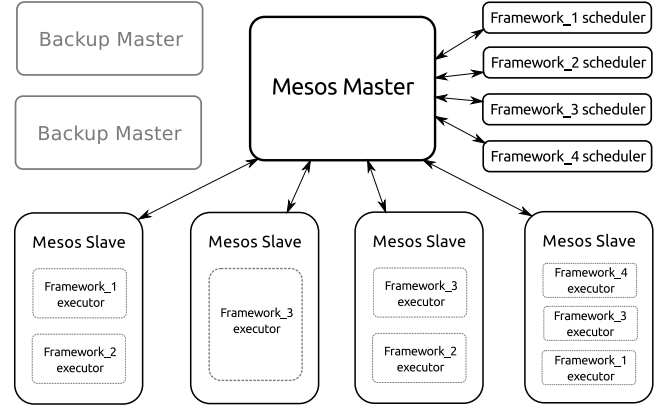 Backup Master
Backup Master
Mesos Master
Framework_1 scheduler
Framework_2 scheduler
Framework_3 scheduler
Framework_4 scheduler
Mesos Slave
Framework_1
executor
Framework_2
executor
Mesos Slave
Framework_3
executor
Mesos Slave
Framework_3
executor
Framework_2
executor
Mesos Slave
Framework_4
executor
Framework_3
executor
Framework_1
executor